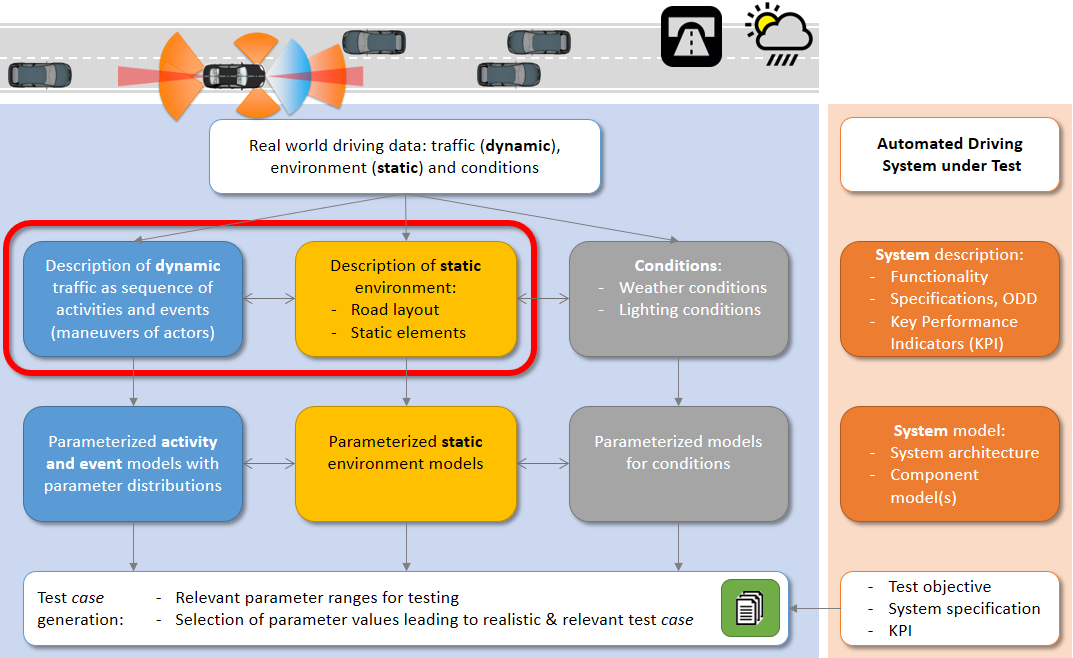 Real world driving data: traffic (dynamic),
environment (static) and conditions
Automated Driving
System under Test
Description of dynamic
traffic as sequence of
activities and events
(maneuvers of actors)
Description of static
environment:
- Road layout
- Static elements
Conditions:
- Weather conditions
- Lighting conditions
System description:
- Functionality
- Specifications, ODD
- Key Performance
Indicators (KPI)
Parameterized activity
and event models with
parameter distributions
Parameterized static
environment models
Parameterized models
for conditions
System model:
- System architecture
- Component
model(s)
Test case
generation:
- Relevant parameter ranges for testing
- Selection of parameter values leading to realistic & relevant test case
- Test objective
- System specification
- KPI